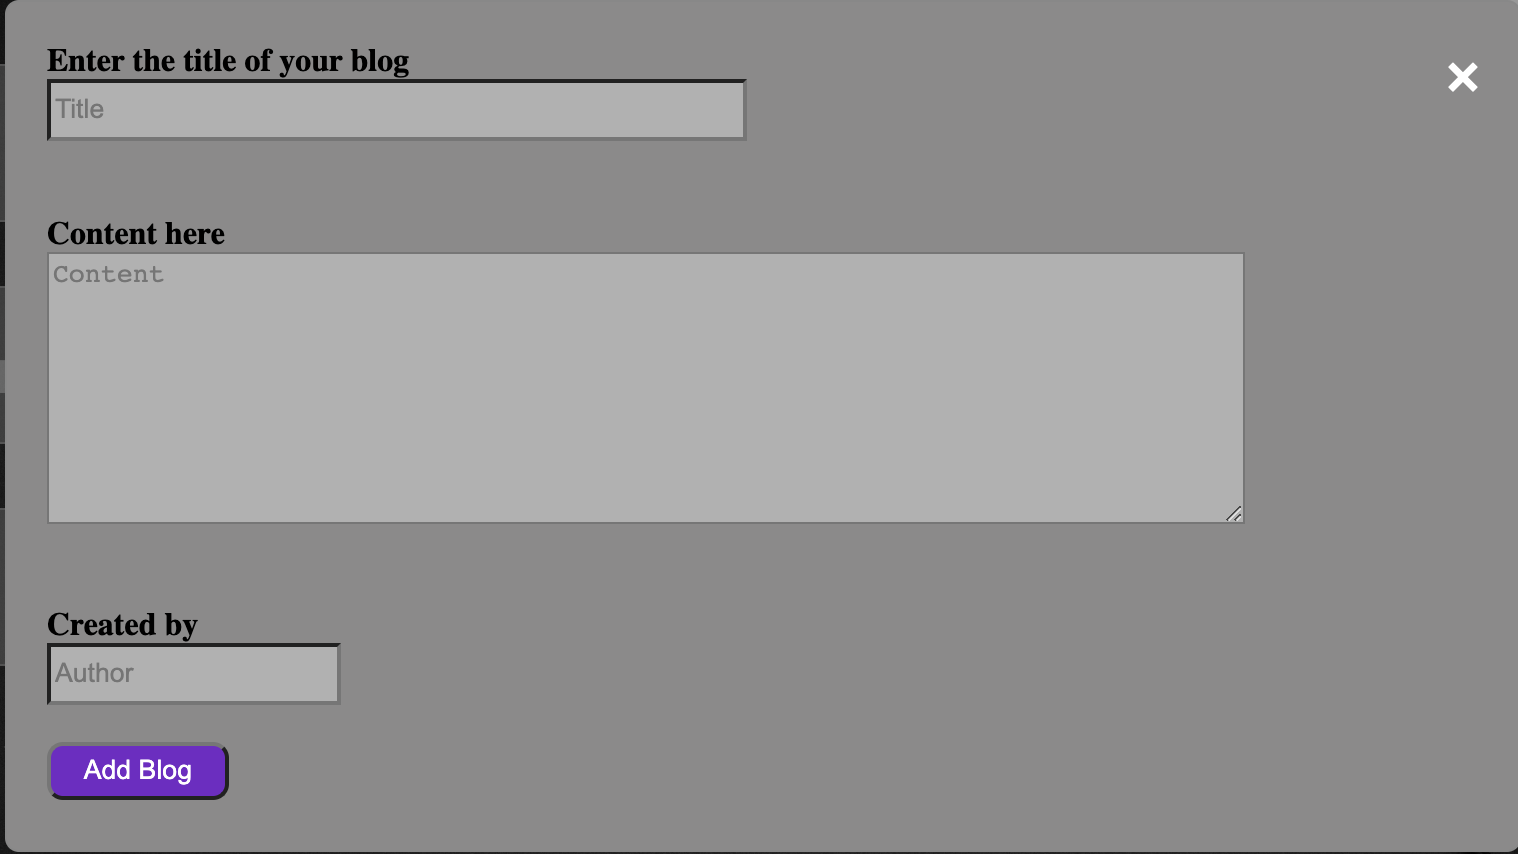 Enter the title of your blog
Title
Content here
Content
Created by
Author
Add Blog